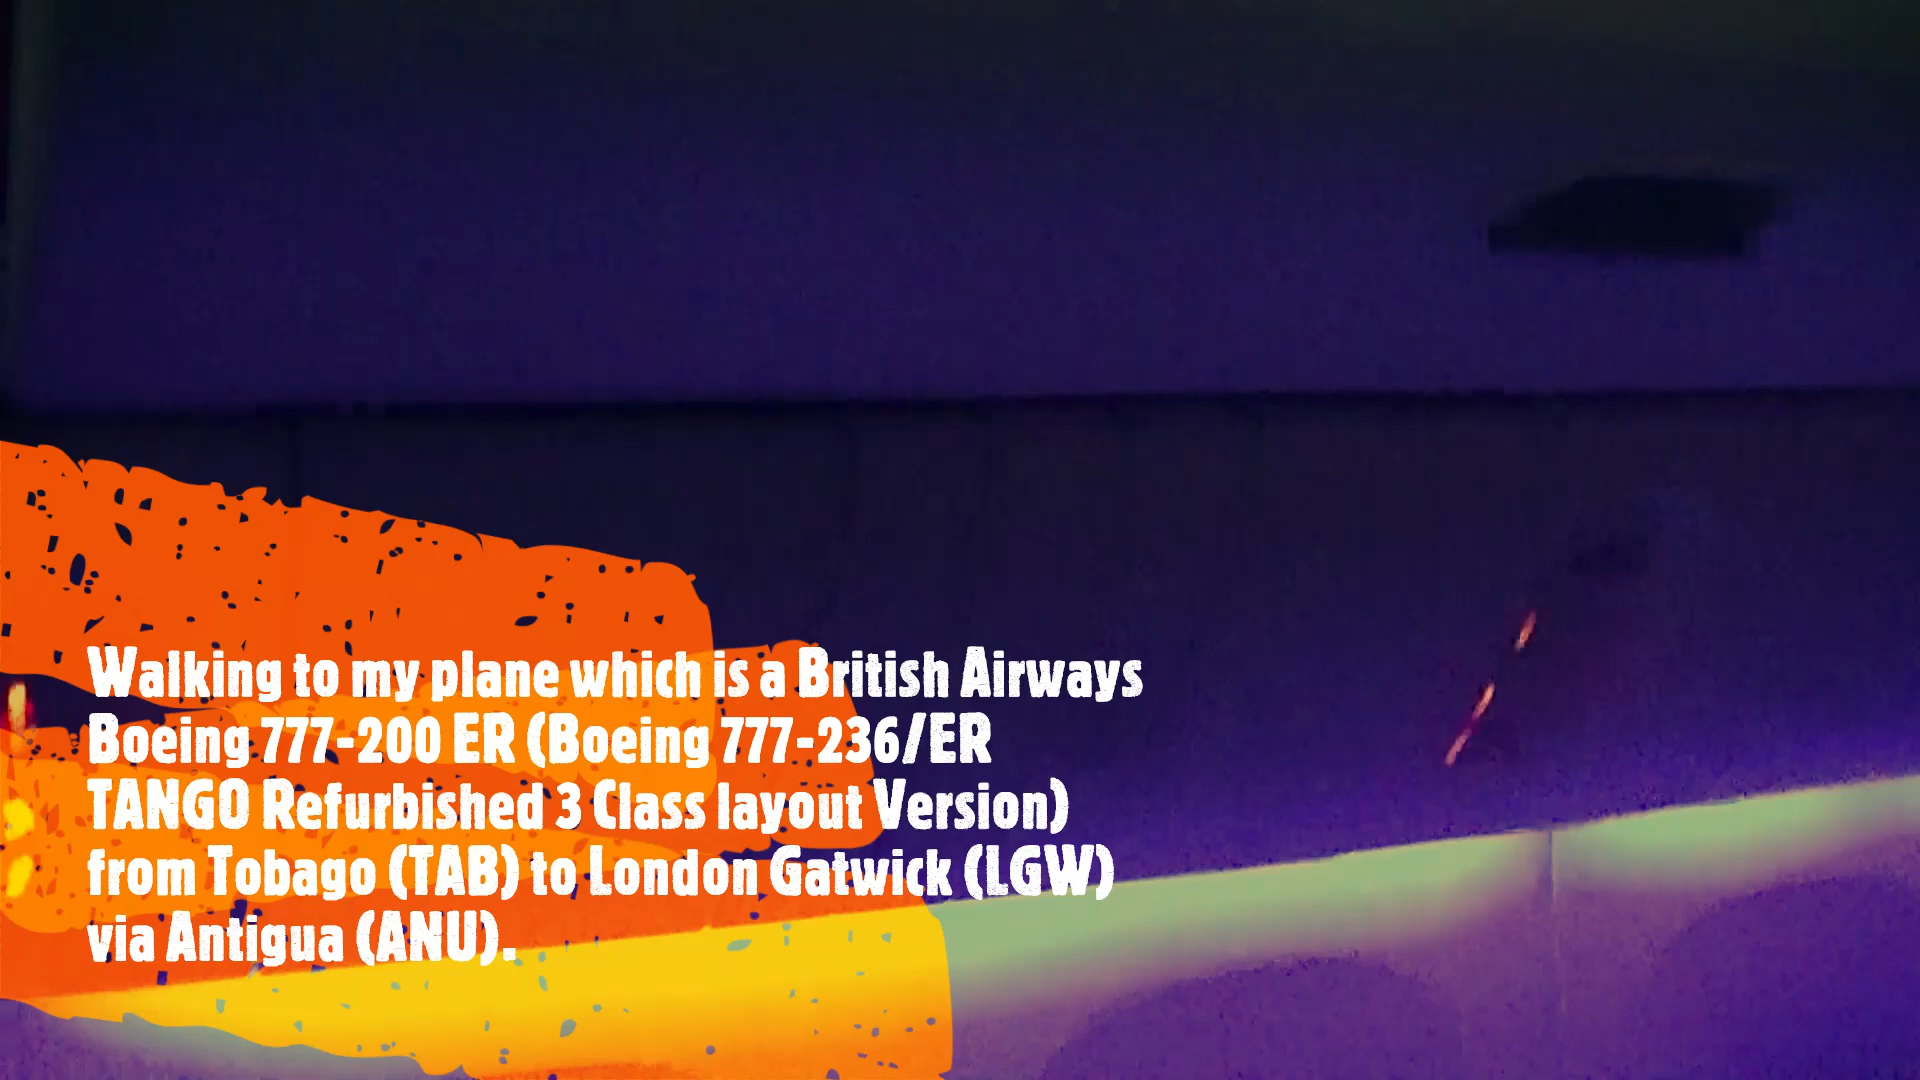 Walking to my plane which is a British Airways
Boeing 777-200 ER (Boeing 777-236/ER
TANGO Refurbished 3 Class layout Version)
from Tobago (TAB) to London Gatwick (LGW)
via Antigua (ANU).